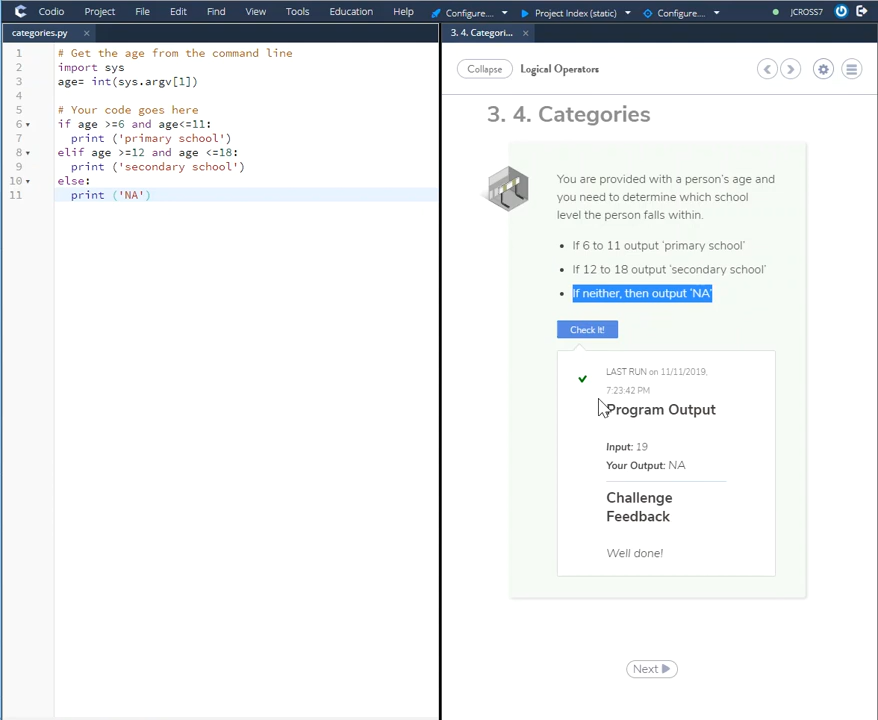 Codio Project File Edit Find View Tools Education Help Configure.... Project Index (static) Configure.... JCROSS7
categories.py ×
3. 4. Categori... ×
1 # Get the age from the command line
2 import sys
3 age= int(sys.argv[1])
4
5 # Your code goes here
6 if age >=6 and age<=11:
7 print ('primary school')
8 elif age >=12 and age <=18:
9 print ('secondary school')
10 else:
11 print ('NA')
Collapse Logical Operators
3. 4. Categories
You are provided with a person's age and
you need to determine which school
level the person falls within.
• If 6 to 11 output 'primary school'
• If 12 to 18 output 'secondary school'
• If neither, then output 'NA'
Check It!
LAST RUN on 11/11/2019,
7:23:42 PM
Program Output
Input: 19
Your Output: NA
Challenge
Feedback
Well done!
Next